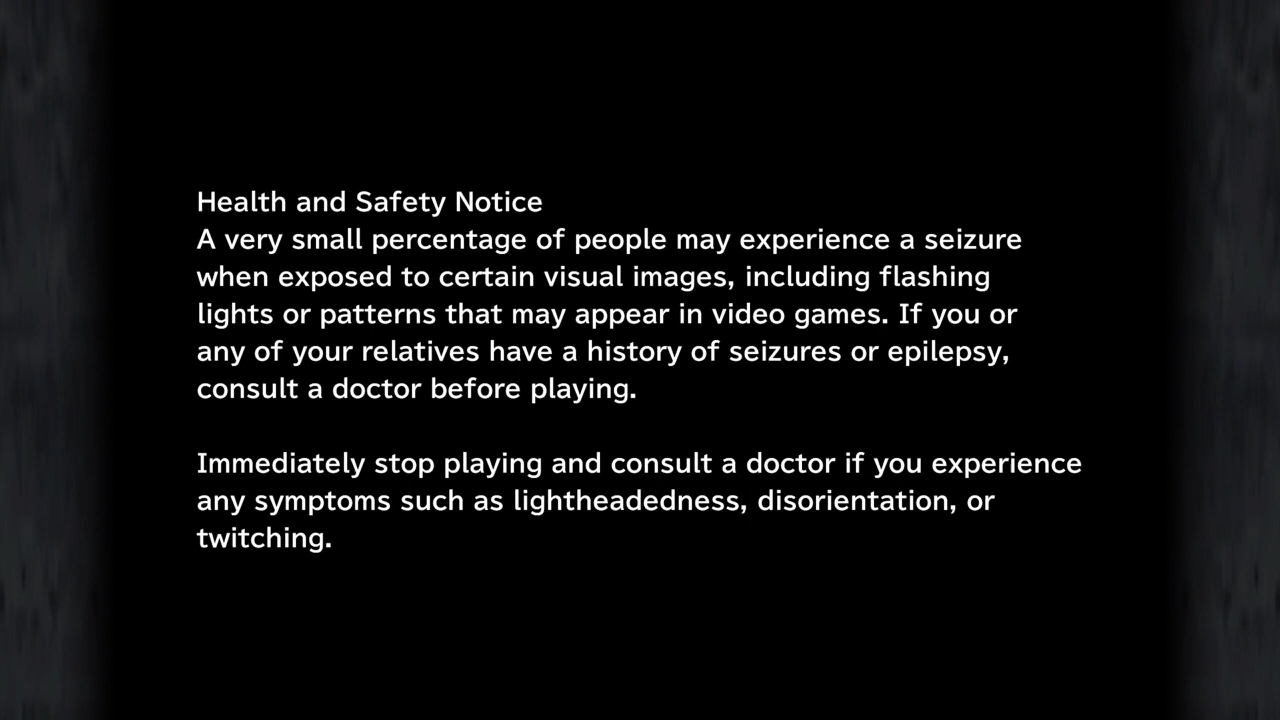 Health and Safety Notice
A very small percentage of people may experience a seizure
when exposed to certain visual images, including flashing
lights or patterns that may appear in video games. If you or
any of your relatives have a history of seizures or epilepsy,
consult a doctor before playing.
Immediately stop playing and consult a doctor if you experience
any symptoms such as lightheadedness, disorientation, or
twitching.